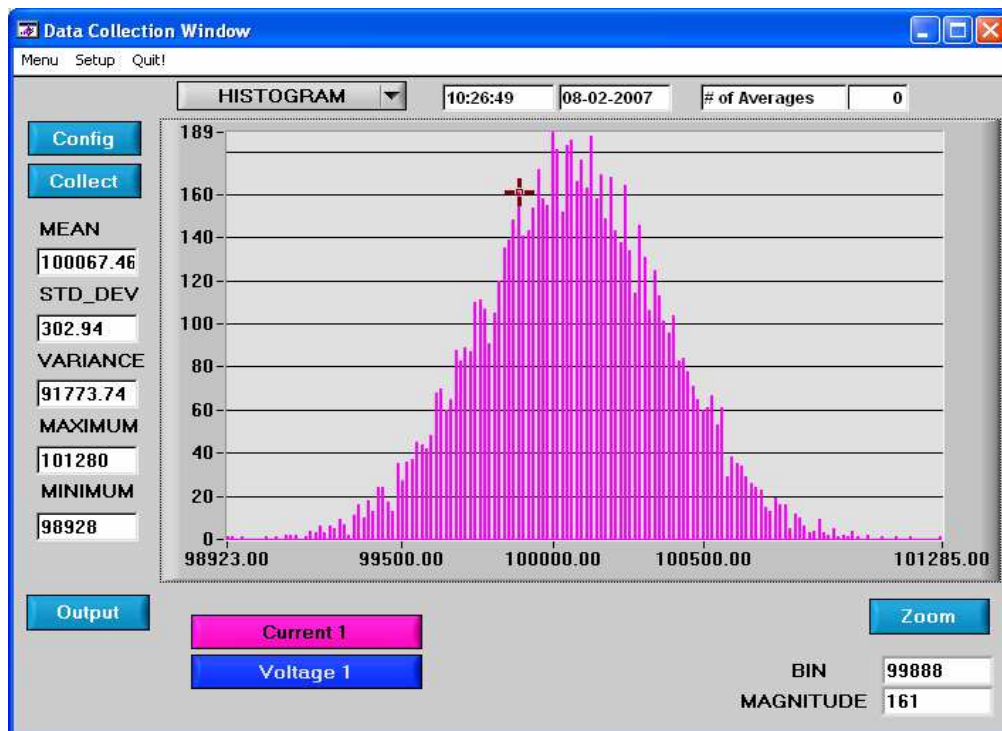 Data Collection Window
Menu Setup Quit!
HISTOGRAM 10:26:49 08-02-2007 # of Averages 0
Config
Collect
MEAN
100067.46
STD_DEV
302.94
VARIANCE
91773.74
MAXIMUM
101280
MINIMUM
98928
189
160
140
120
100
80
60
40
20
0
98923.00 99500.00 100000.00 100500.00 101285.00
Output
Current 1
Voltage 1
Zoom
BIN 99888
MAGNITUDE 161